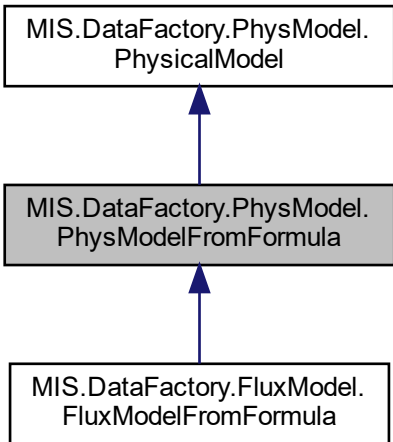 MIS.DataFactory.PhysModel.
PhysicalModel
MIS.DataFactory.PhysModel.
PhysModelFromFormula
MIS.DataFactory.FluxModel.
FluxModelFromFormula